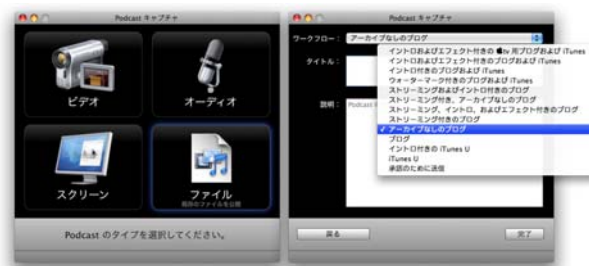 Podcast キャプチャ
ビデオ
オーディオ
スクリーン
ファイル
既存のファイルを公開
Podcast のタイプを選択してください。
Podcast キャプチャ
ワークフロー： アーカイブなしのブログ
タイトル：
説明： Podcast
イントロおよびエフェクト付きの tv 用ブログおよび iTunes
イントロおよびエフェクト付きのブログおよび iTunes
イントロ付きのブログおよび iTunes
ウォーターマーク付きのブログおよび iTunes
ストリーミングおよびイントロ付きのブログ
ストリーミング付き、アーカイブなしのブログ
ストリーミング、イントロ、およびエフェクト付きのブログ
ストリーミング付きのブログ
✓ アーカイブなしのブログ
ブログ
イントロ付きの iTunes U
iTunes U
承認のために送信
戻る
完了